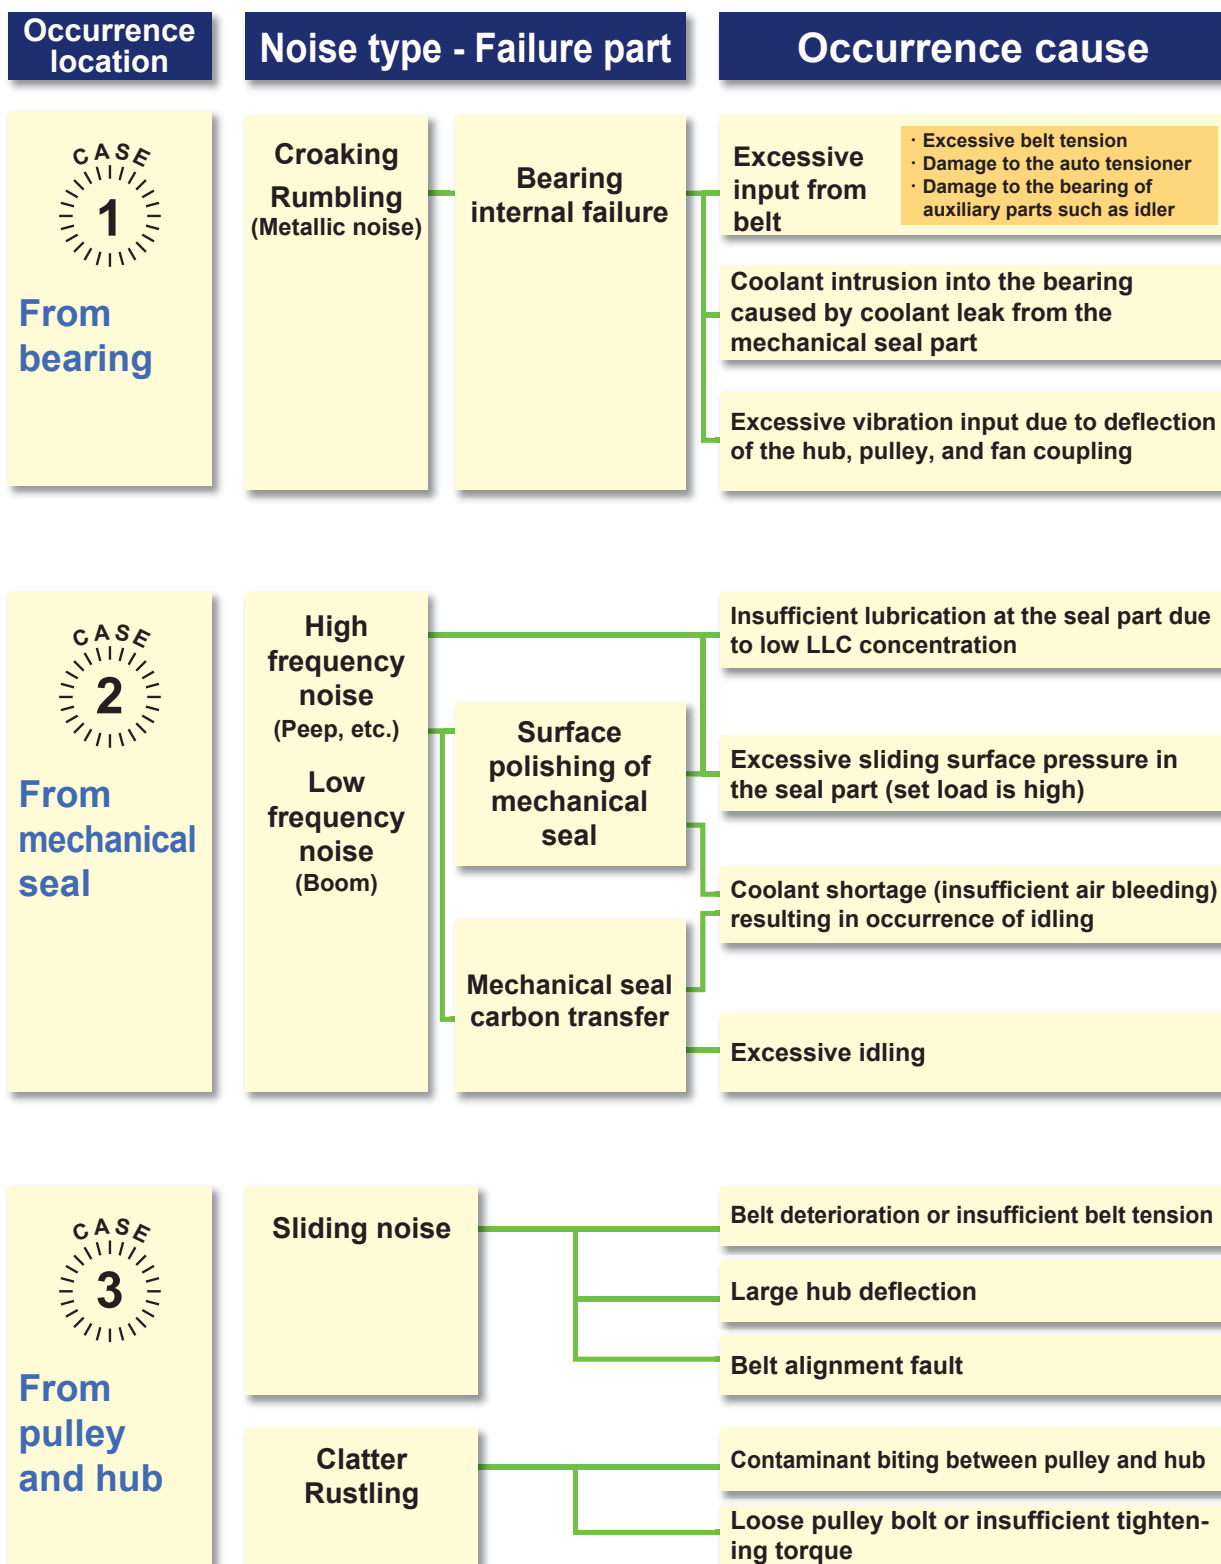 Occurrence
location
Noise type - Failure part
Occurrence cause
CASE
1
From
bearing
Croaking
Rumbling
(Metallic noise)
Bearing
internal failure
Excessive
input from
belt
· Excessive belt tension
· Damage to the auto tensioner
· Damage to the bearing of
auxiliary parts such as idler
Coolant intrusion into the bearing
caused by coolant leak from the
mechanical seal part
Excessive vibration input due to deflection
of the hub, pulley, and fan coupling
CASE
2
From
mechanical
seal
High
frequency
noise
(Peep, etc.)
Low
frequency
noise
(Boom)
Surface
polishing of
mechanical
seal
Mechanical seal
carbon transfer
Insufficient lubrication at the seal part due
to low LLC concentration
Excessive sliding surface pressure in
the seal part (set load is high)
Coolant shortage (insufficient air bleeding)
resulting in occurrence of idling
Excessive idling
CASE
3
From
pulley
and hub
Sliding noise
Belt deterioration or insufficient belt tension
Large hub deflection
Belt alignment fault
Clatter
Rustling
Contaminant biting between pulley and hub
Loose pulley bolt or insufficient tighten-
ing torque